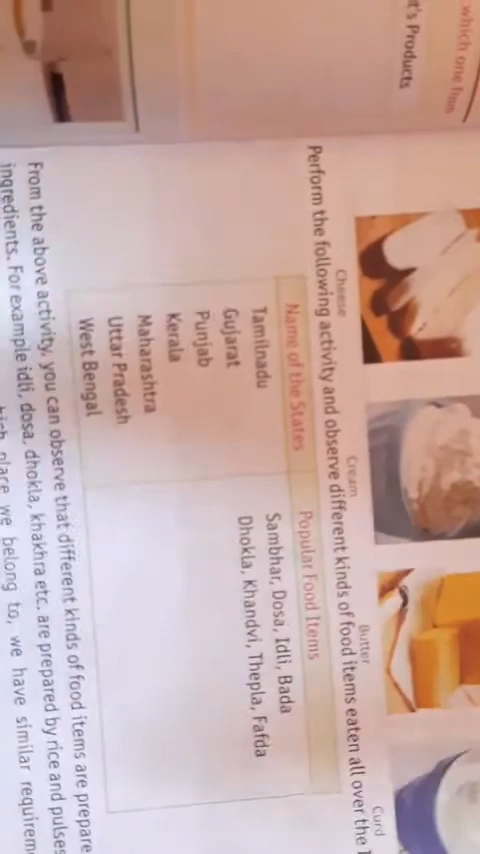 which one from
t's Products
Cheese Cream Butter Curd
Perform the following activity and observe different kinds of food items eaten all over the
Name of the States Popular Food Items
Tamilnadu Sambhar, Dosa, Idli, Bada
Gujarat Dhokla, Khandvi, Thepla, Fafda
Punjab
Kerala
Maharashtra
Uttar Pradesh
West Bengal
From the above activity, you can observe that different kinds of food items are prepare
ingredients. For example idli, dosa, dhokla, khakhra etc. are prepared by rice and pulses
place we belong to, we have similar requirem